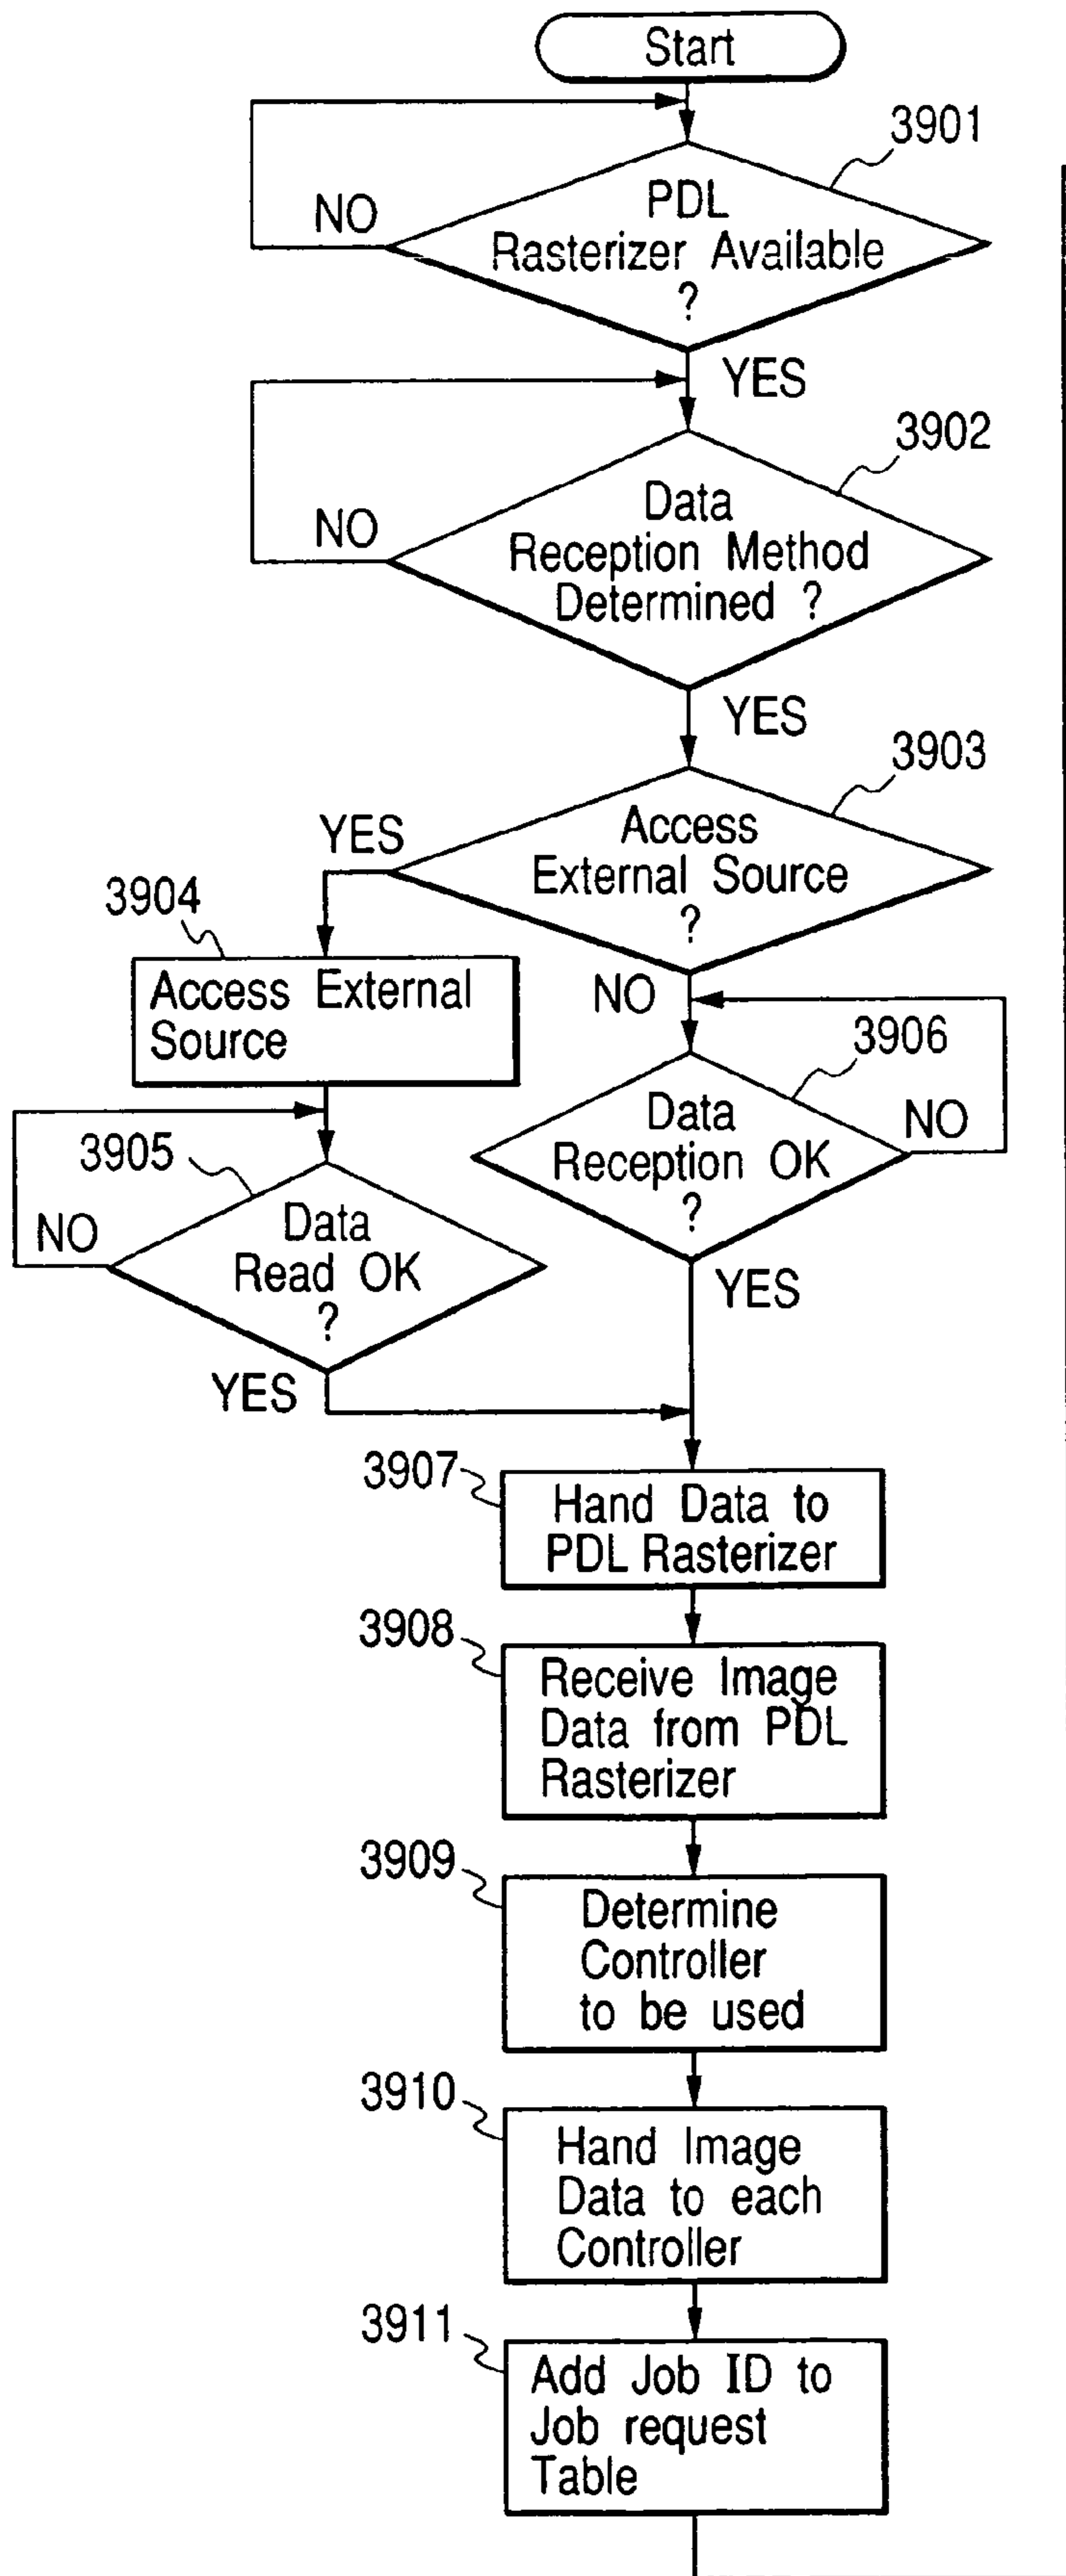 Start
3901
NO
PDL
Rasterizer Available
?
YES
3902
NO
Data
Reception Method
Determined ?
YES
3903
YES
Access
External Source
?
3904
NO
Access External
Source
3906
Data
Reception OK
?
NO
3905
NO
Data
Read OK
?
YES
YES
3907
Hand Data to
PDL Rasterizer
3908
Receive Image
Data from PDL
Rasterizer
3909
Determine
Controller
to be used
3910
Hand Image
Data to each
Controller
3911
Add Job ID to
Job request
Table